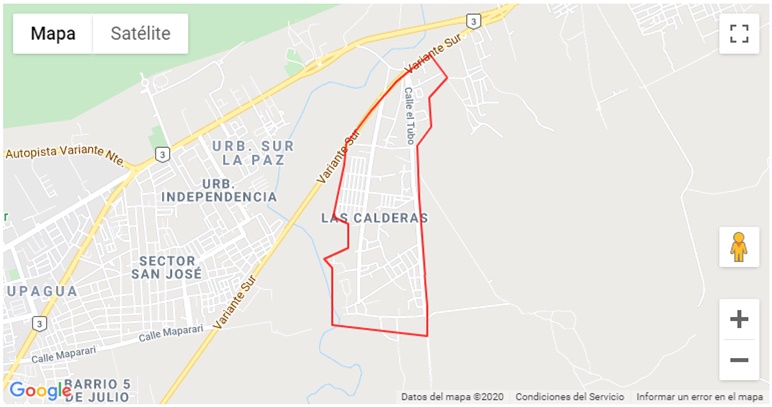 Mapa
Satélite
3
Variante Sur
Calle el Tubo
3
Autopista Variante Nte.
URB. SUR
LA PAZ
Variante Sur
URB.
INDEPENDENCIA
r
LAS CALDERAS
SECTOR
SAN JOSÉ
UPAGUA
Variante Sur
3
Calle Maparari
Calle Maparari
BARRIO 5
DE JULIO
Google
Datos del mapa ©2020
Condiciones del Servicio
Informar un error en el mapa